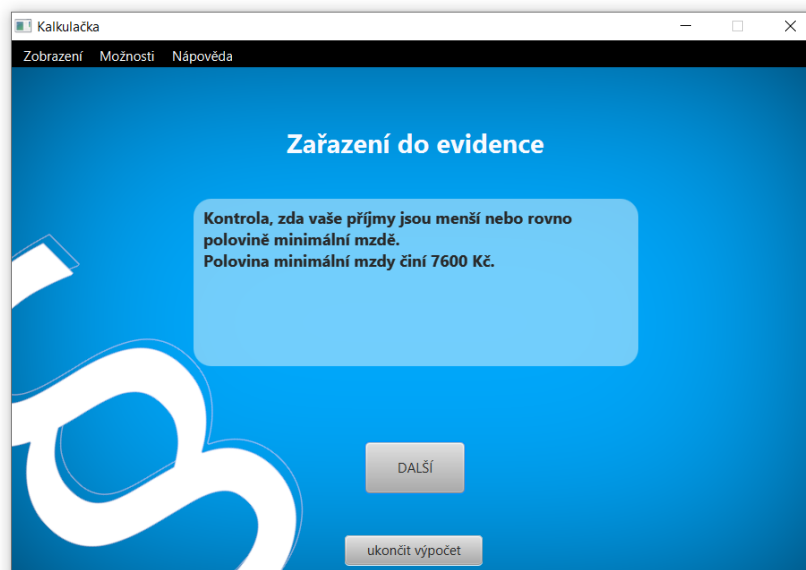 Kalkulačka
Zobrazení Možnosti Nápověda
Zařazení do evidence
Kontrola, zda vaše příjmy jsou menší nebo rovno
polovině minimální mzdě.
Polovina minimální mzdy činí 7600 Kč.
DALŠÍ
ukončit výpočet